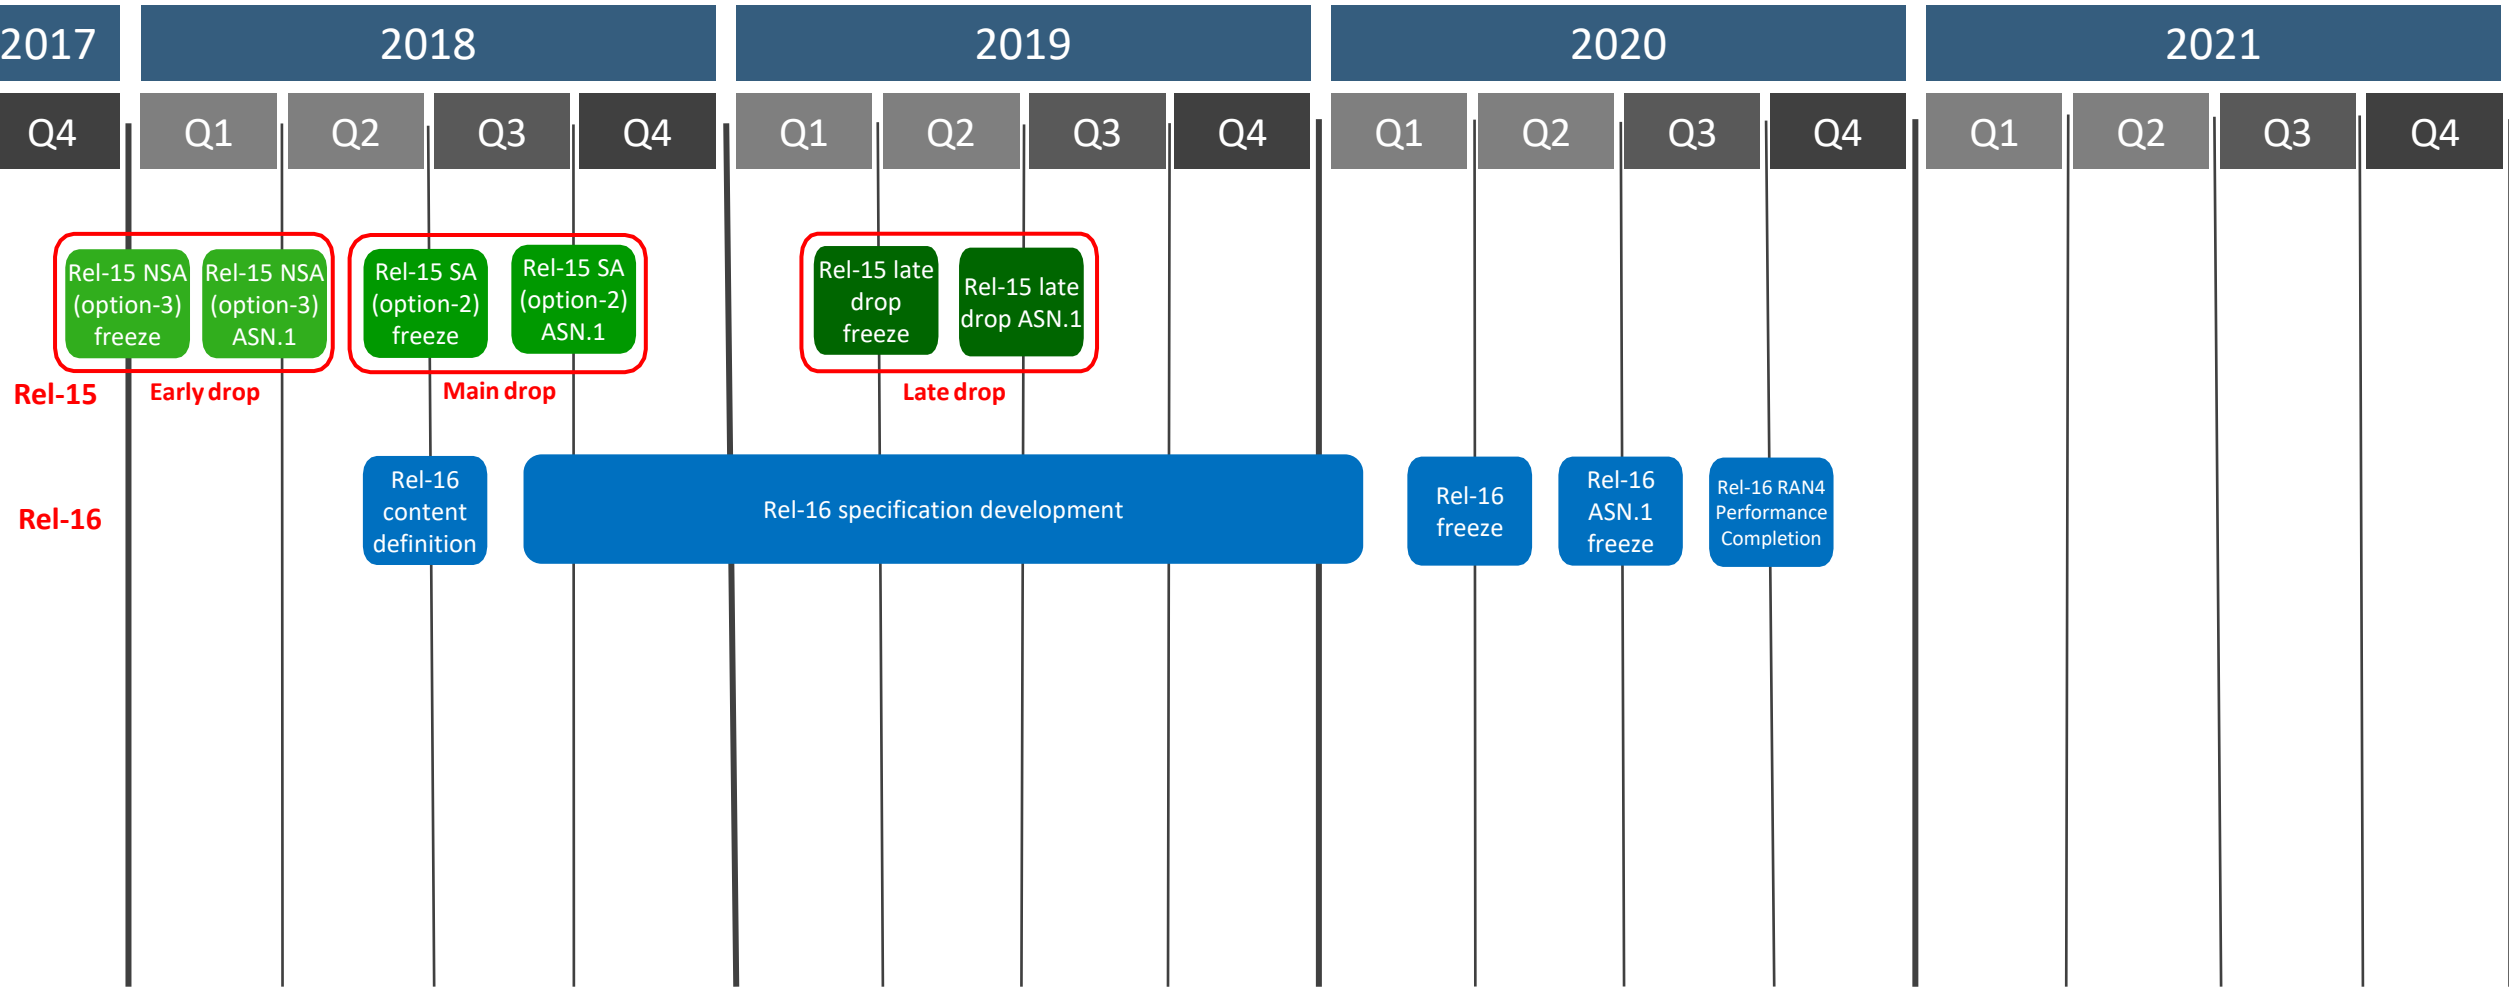 2017
2018
2019
2020
2021
Q4
Q1
Q2
Q3
Q4
Q1
Q2
Q3
Q4
Q1
Q2
Q3
Q4
Q1
Q2
Q3
Q4
Rel-15 NSA
(option-3)
freeze
Rel-15 NSA
(option-3)
ASN.1
Rel-15 SA
(option-2)
freeze
Rel-15 SA
(option-2)
ASN.1
Rel-15 late
drop
freeze
Rel-15 late
drop ASN.1
Rel-15
Early drop
Main drop
Late drop
Rel-16
Rel-16
content
definition
Rel-16 specification development
Rel-16
freeze
Rel-16
ASN.1
freeze
Rel-16 RAN4
Performance
Completion